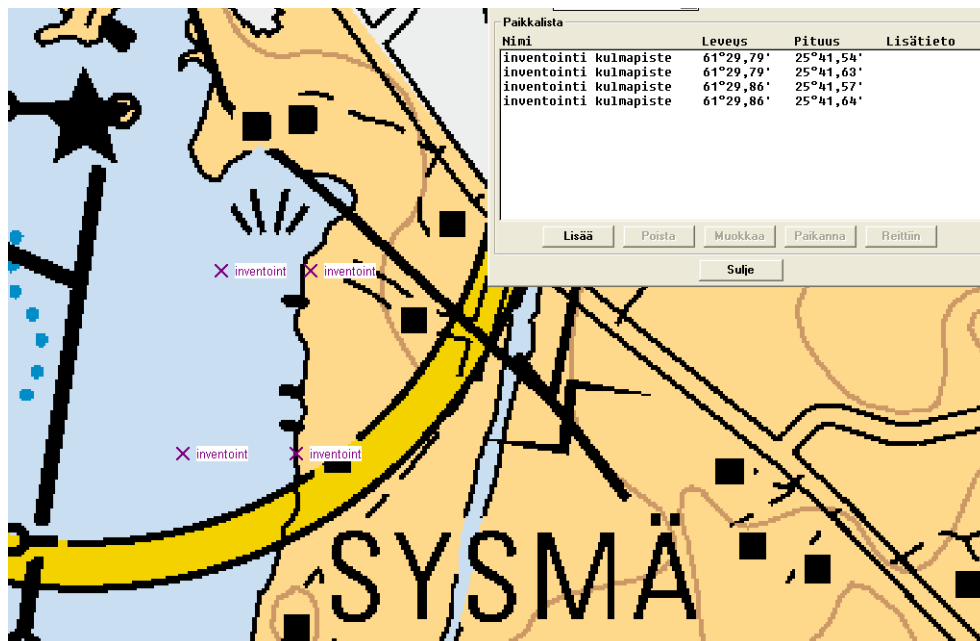 Paikkalista
Nimi Leveys Pituus Lisätieto
inventointi kulmapiste 61°29,79' 25°41,54'
inventointi kulmapiste 61°29,79' 25°41,63'
inventointi kulmapiste 61°29,86' 25°41,57'
inventointi kulmapiste 61°29,86' 25°41,64'
Lisää Poista Muokkaa Paikanna Reittiin
Sulje
inventoint inventoint
inventoint inventoint
SYSMÄ